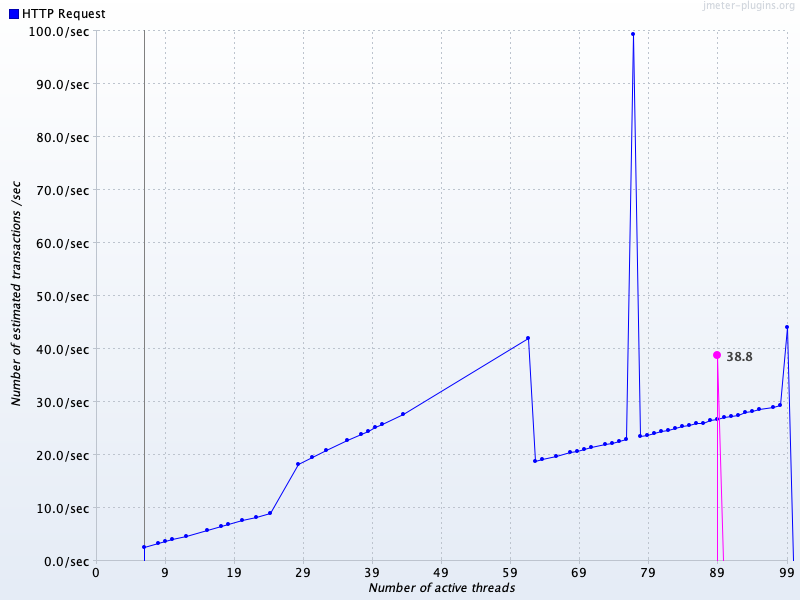 jmeter-plugins.org
HTTP Request
100.0/sec
90.0/sec
80.0/sec
70.0/sec
60.0/sec
50.0/sec
40.0/sec
30.0/sec
20.0/sec
10.0/sec
0.0/sec
Number of estimated transactions /sec
38.8
0 9 19 29 39 49 59 69 79 89 99
Number of active threads